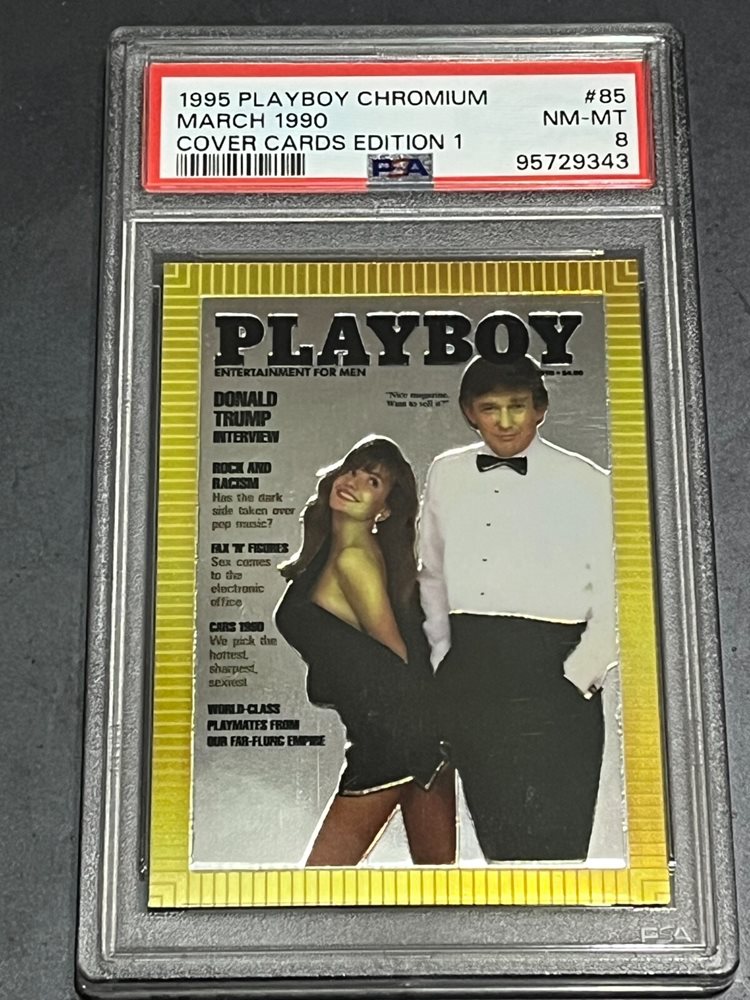 1995 PLAYBOY CHROMIUM #85
MARCH 1990 NM-MT
COVER CARDS EDITION 1 8
PSA 95729343
PLAYBOY
ENTERTAINMENT FOR MEN
DONALD
TRUMP
INTERVIEW
"Nice magazine.
Want to sell it?"
ROCK AND
RACISM
Has the dark
side taken over
pop music?
FAX 'N' FIGURES
Sex comes
to the
electronic
office
CARS 1990
We pick the
hottest,
sharpest,
sexiest
WORLD-CLASS
PLAYMATES FROM
OUR FAR-FLUNG EMPIRE
PSA